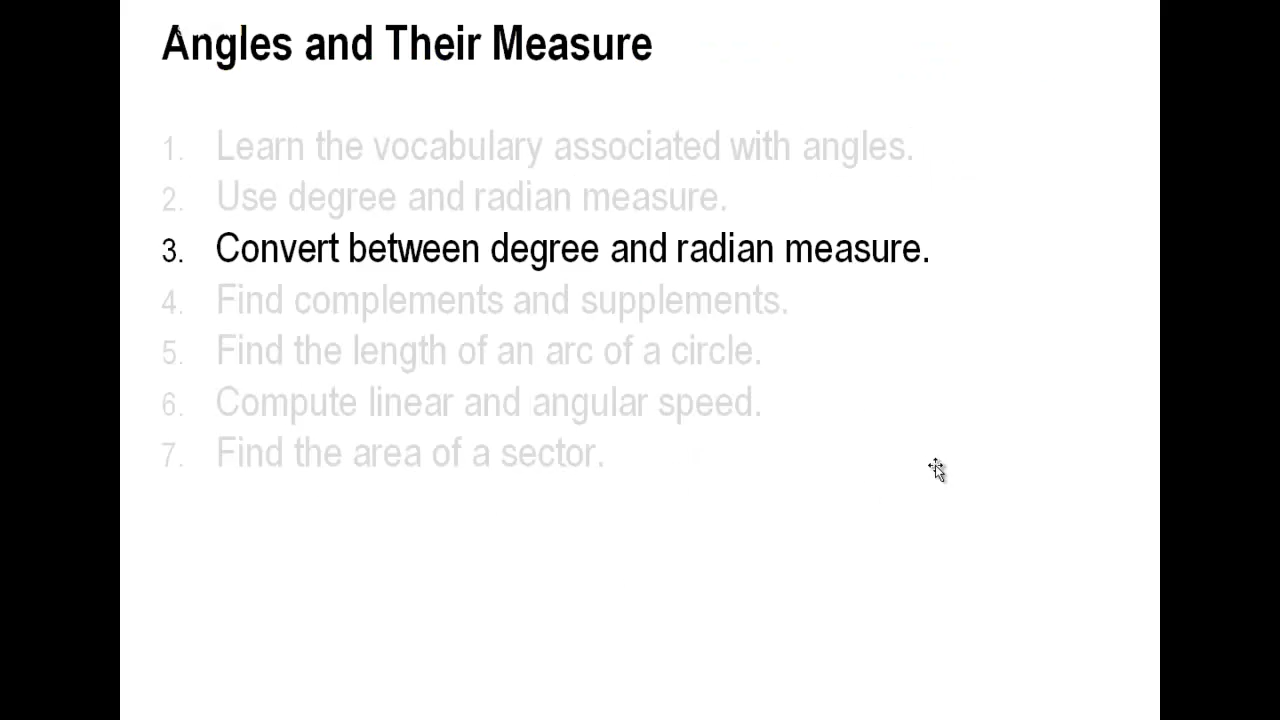 Angles and Their Measure
1. Learn the vocabulary associated with angles.
2. Use degree and radian measure.
3. Convert between degree and radian measure.
4. Find complements and supplements.
5. Find the length of an arc of a circle.
6. Compute linear and angular speed.
7. Find the area of a sector.